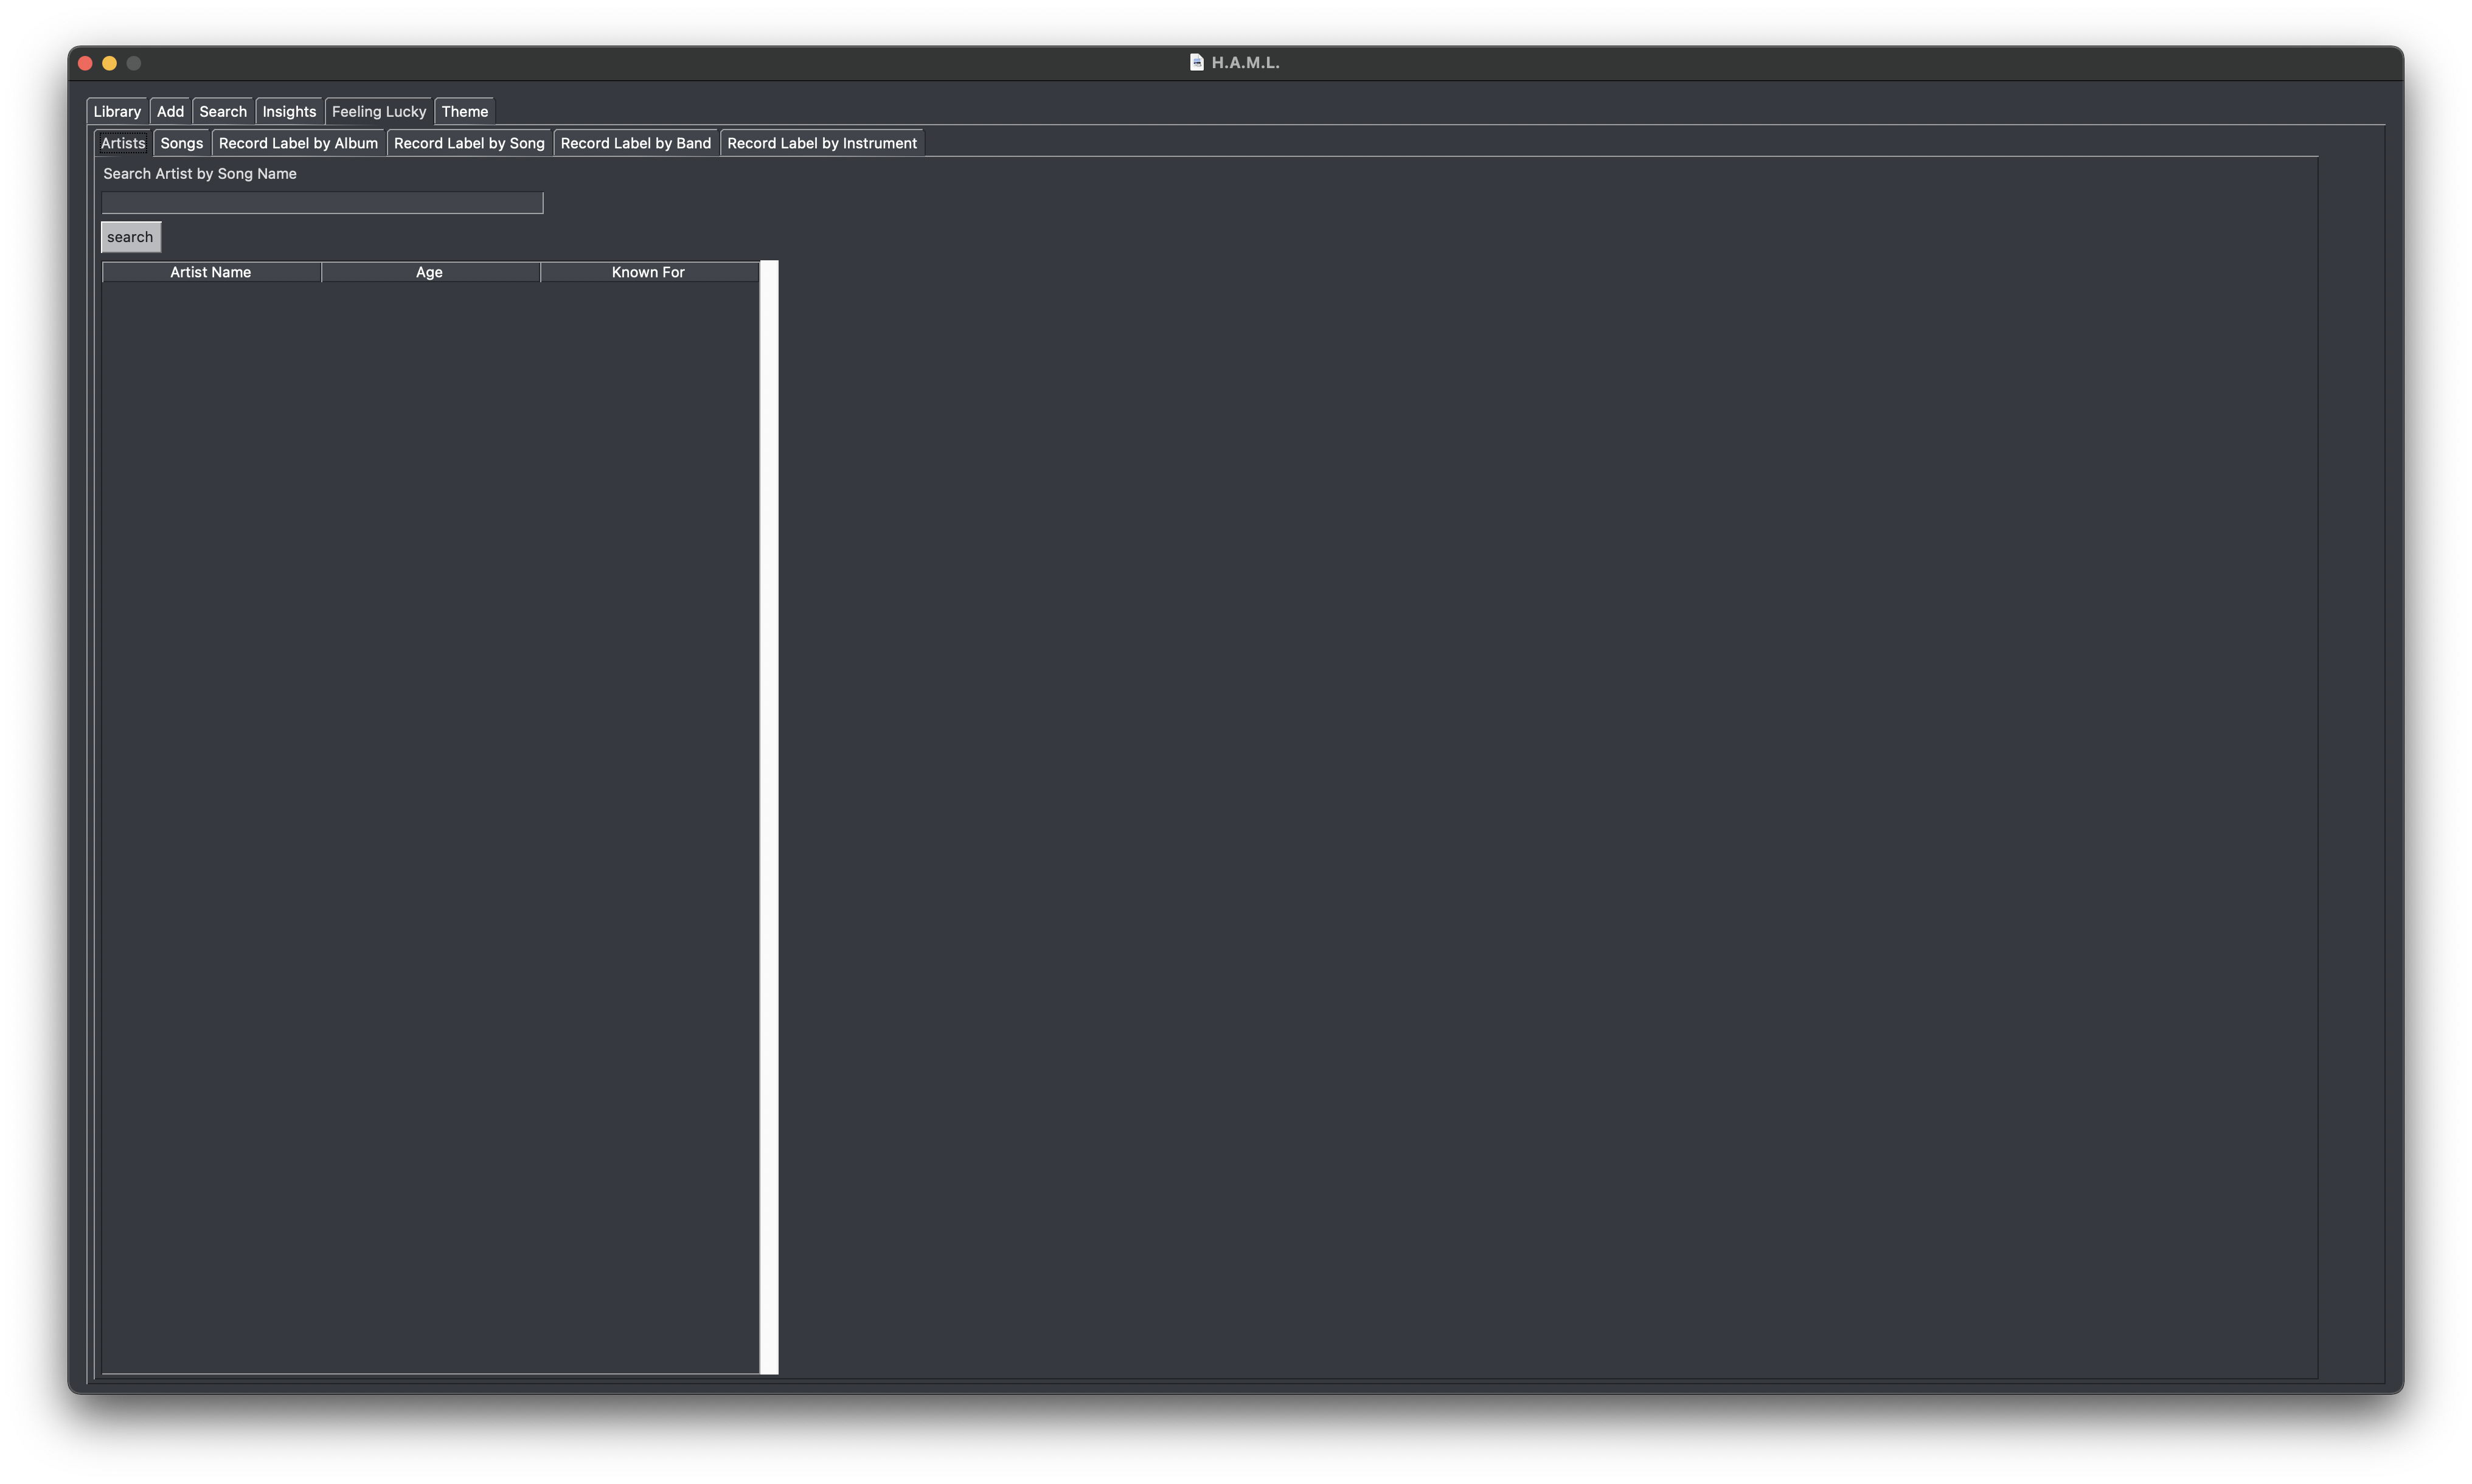 H.A.M.L.
Library Add Search Insights Feeling Lucky Theme
Artists Songs Record Label by Album Record Label by Song Record Label by Band Record Label by Instrument
Search Artist by Song Name
search
Artist Name Age Known For